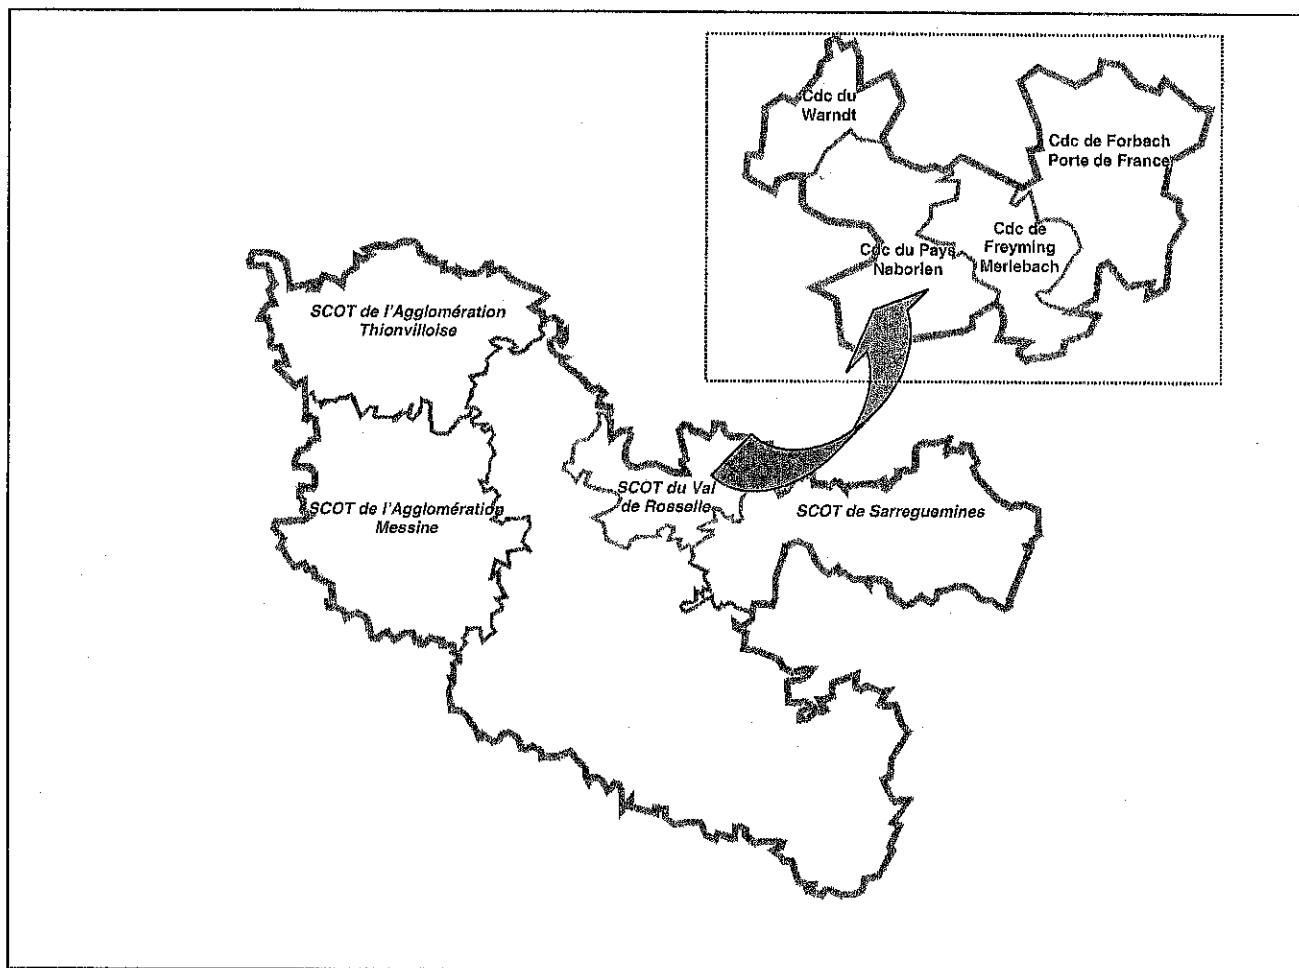 Cdc du
Warndt
Cdc de Forbach
Porte de France
Cdc de
Freyming
Merlebach
Cdc du Pays
Naborien
SCOT de l'Agglomération
Thionvilloise
SCOT du Val
de Rosselle
SCOT de l'Agglomération
Messine
SCOT de Sarreguemines